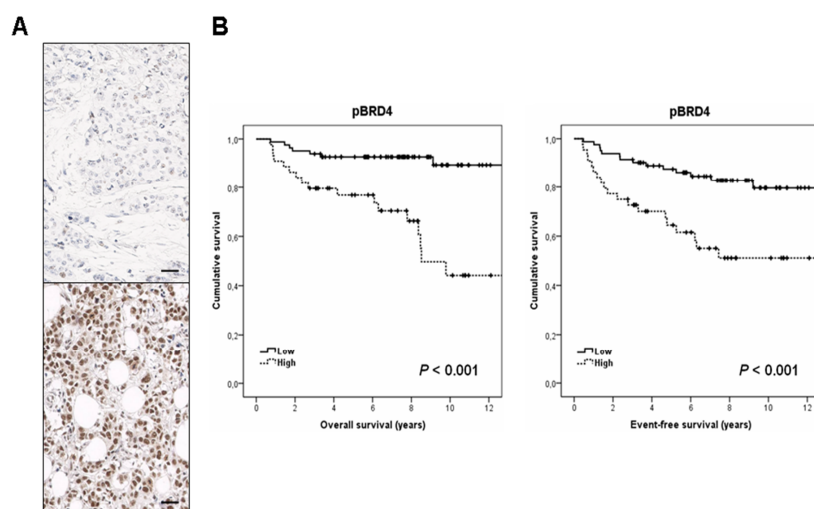 A
B
pBRD4
Cumulative survival
1,0
0,8
0,6
0,4
0,2
0,0
Low
High
P < 0.001
0 2 4 6 8 10 12
Overall survival (years)
pBRD4
Cumulative survival
1,0
0,8
0,6
0,4
0,2
0,0
Low
High
P < 0.001
0 2 4 6 8 10 12
Event-free survival (years)